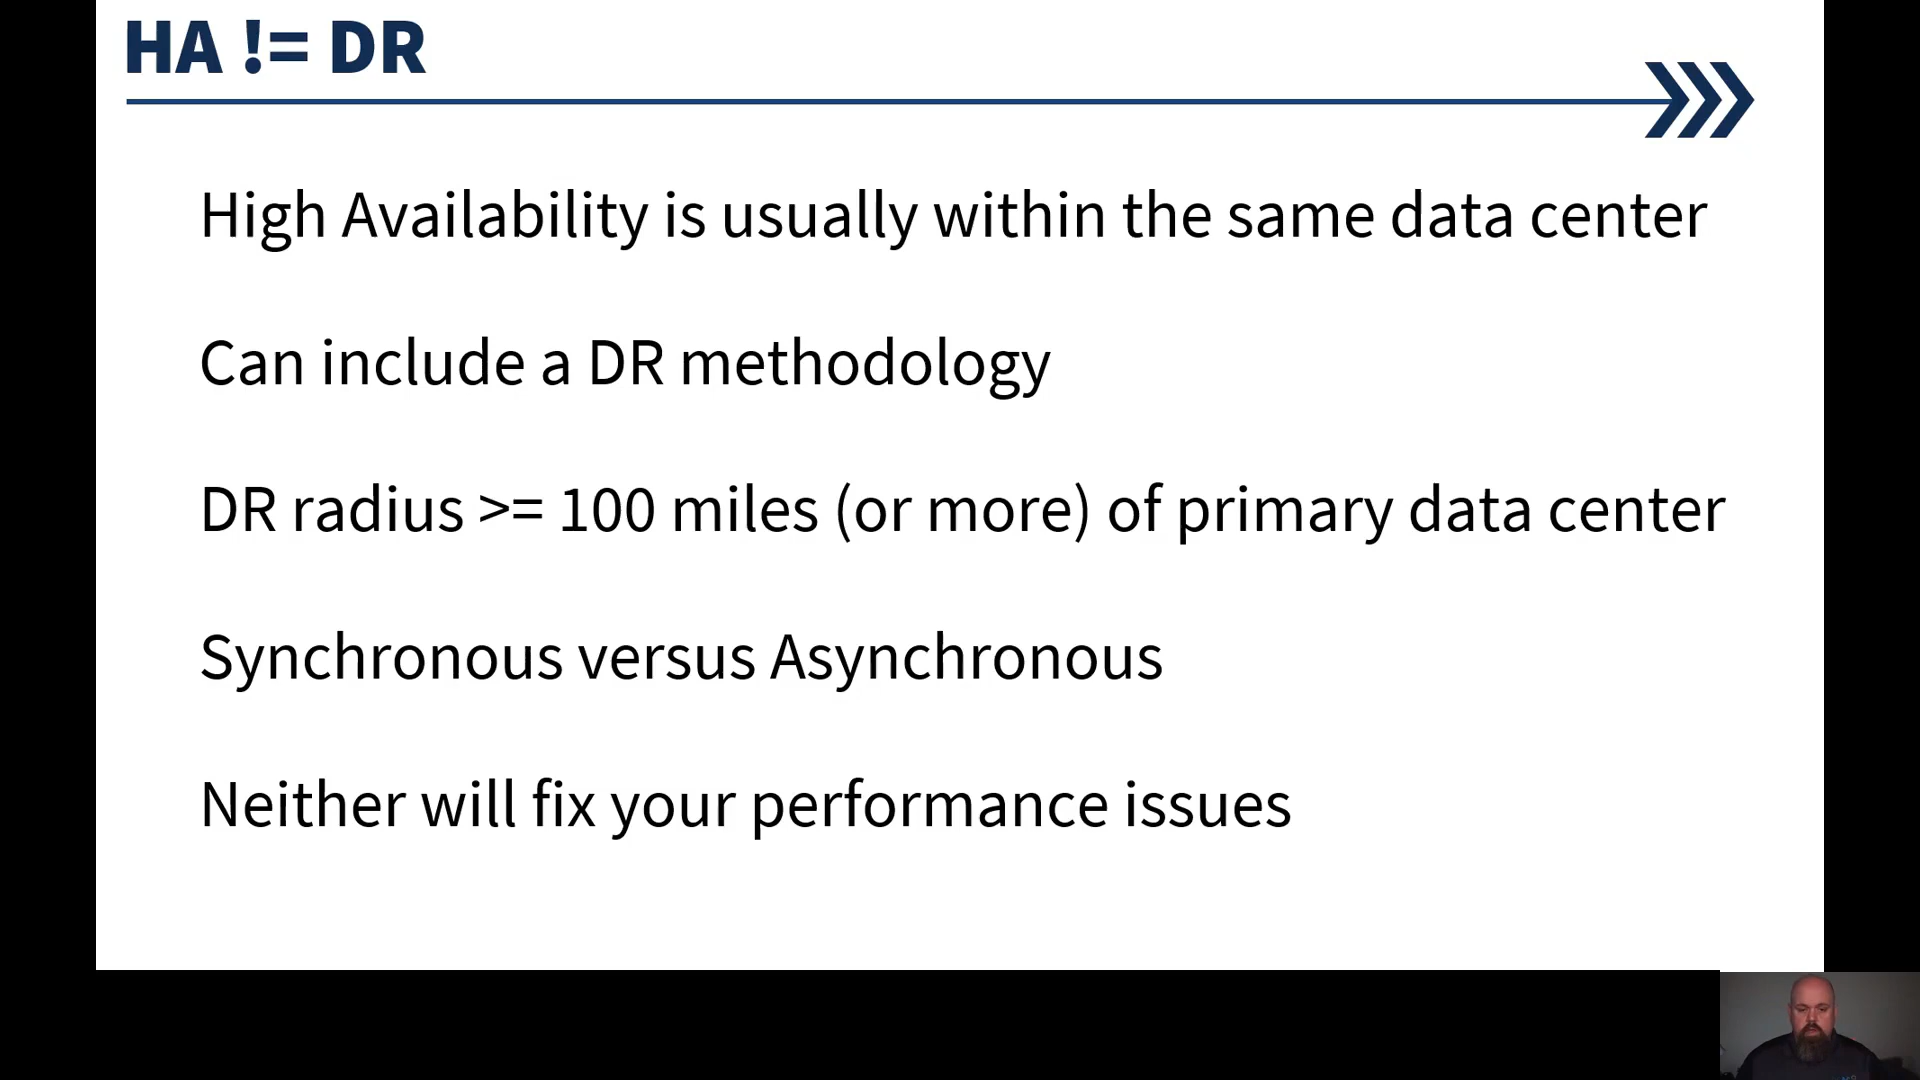 HA != DR
High Availability is usually within the same data center
Can include a DR methodology
DR radius >= 100 miles (or more) of primary data center
Synchronous versus Asynchronous
Neither will fix your performance issues